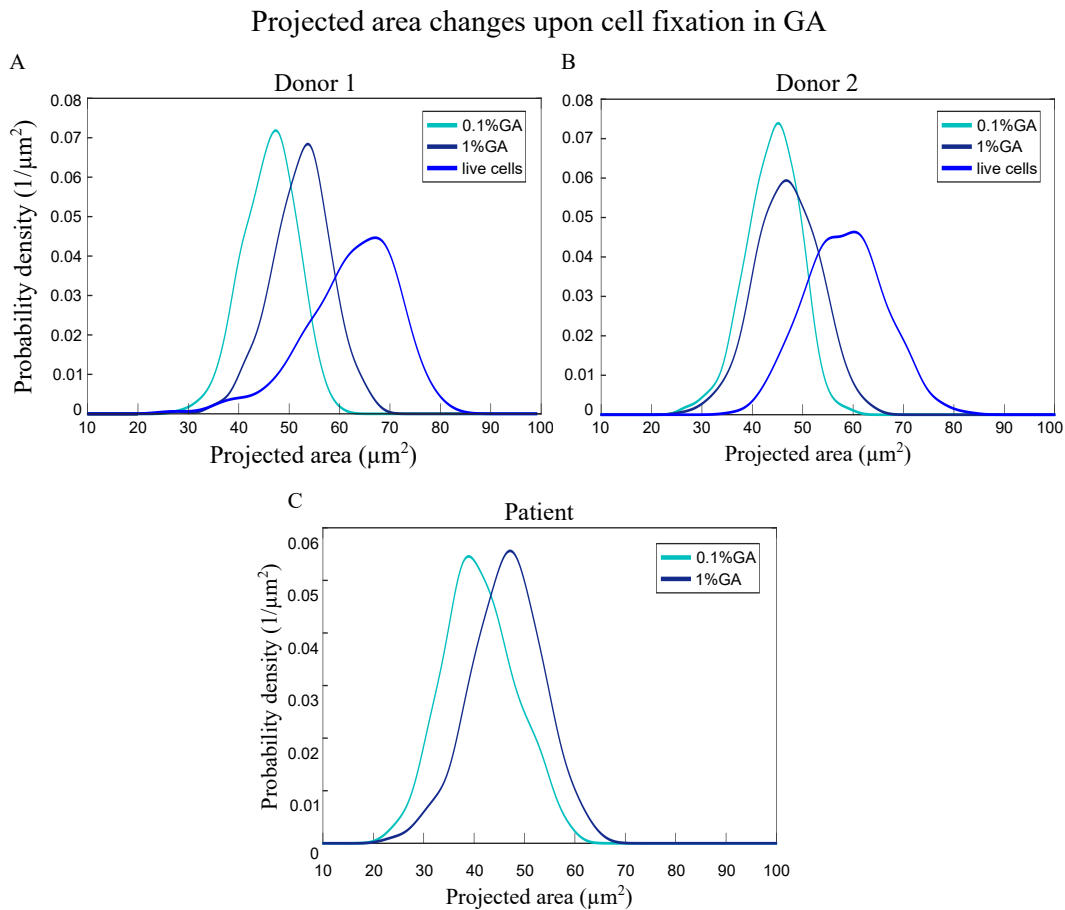 Projected area changes upon cell fixation in GA
A
Donor 1
0.08
0.07
0.06
0.05
0.04
0.03
0.02
0.01
0
10 20 30 40 50 60 70 80 90 100
Probability density (1/µm²)
Projected area (µm²)
0.1%GA
1%GA
live cells
B
Donor 2
0.08
0.07
0.06
0.05
0.04
0.03
0.02
0.01
0
10 20 30 40 50 60 70 80 90 100
Projected area (µm²)
0.1%GA
1%GA
live cells
C
Patient
0.06
0.05
0.04
0.03
0.02
0.01
0
10 20 30 40 50 60 70 80 90 100
Probability density (1/µm²)
Projected area (µm²)
0.1%GA
1%GA